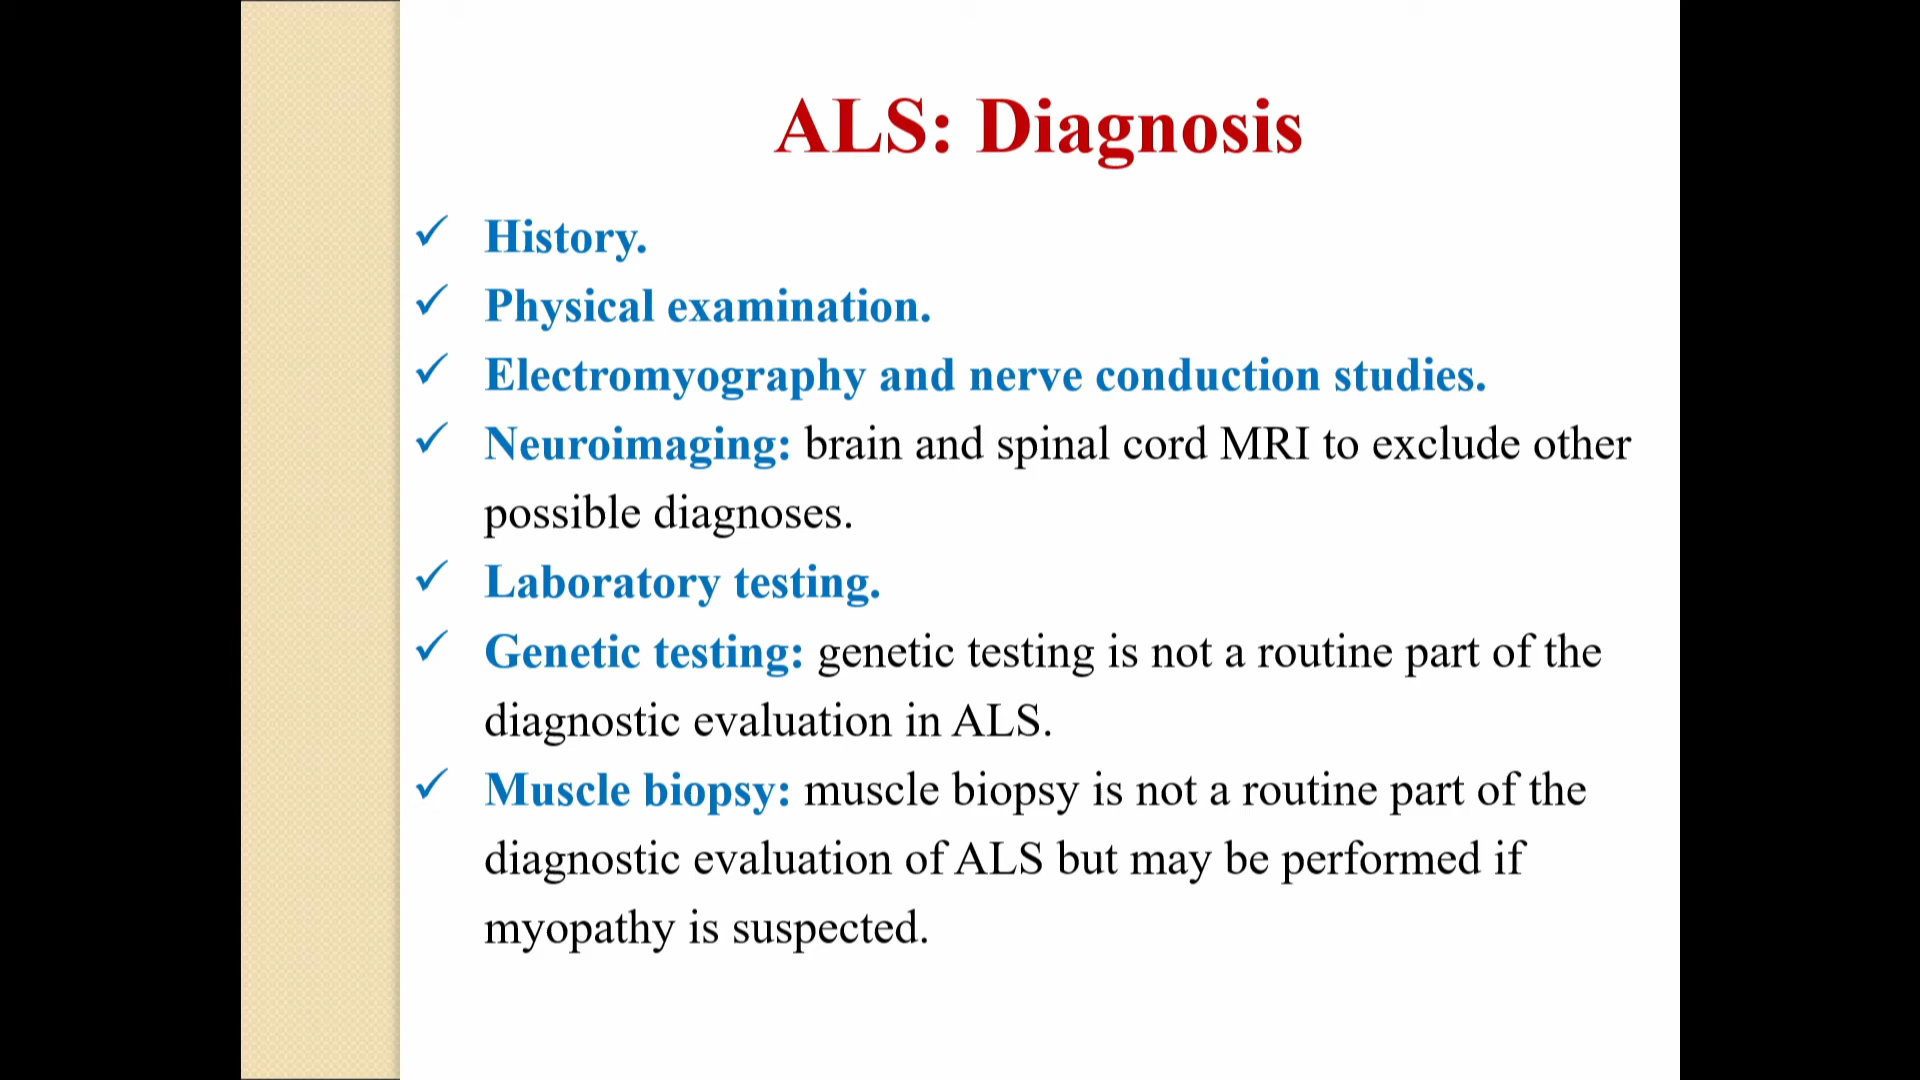 ALS: Diagnosis
✓ History.
✓ Physical examination.
✓ Electromyography and nerve conduction studies.
✓ Neuroimaging: brain and spinal cord MRI to exclude other
possible diagnoses.
✓ Laboratory testing.
✓ Genetic testing: genetic testing is not a routine part of the
diagnostic evaluation in ALS.
✓ Muscle biopsy: muscle biopsy is not a routine part of the
diagnostic evaluation of ALS but may be performed if
myopathy is suspected.